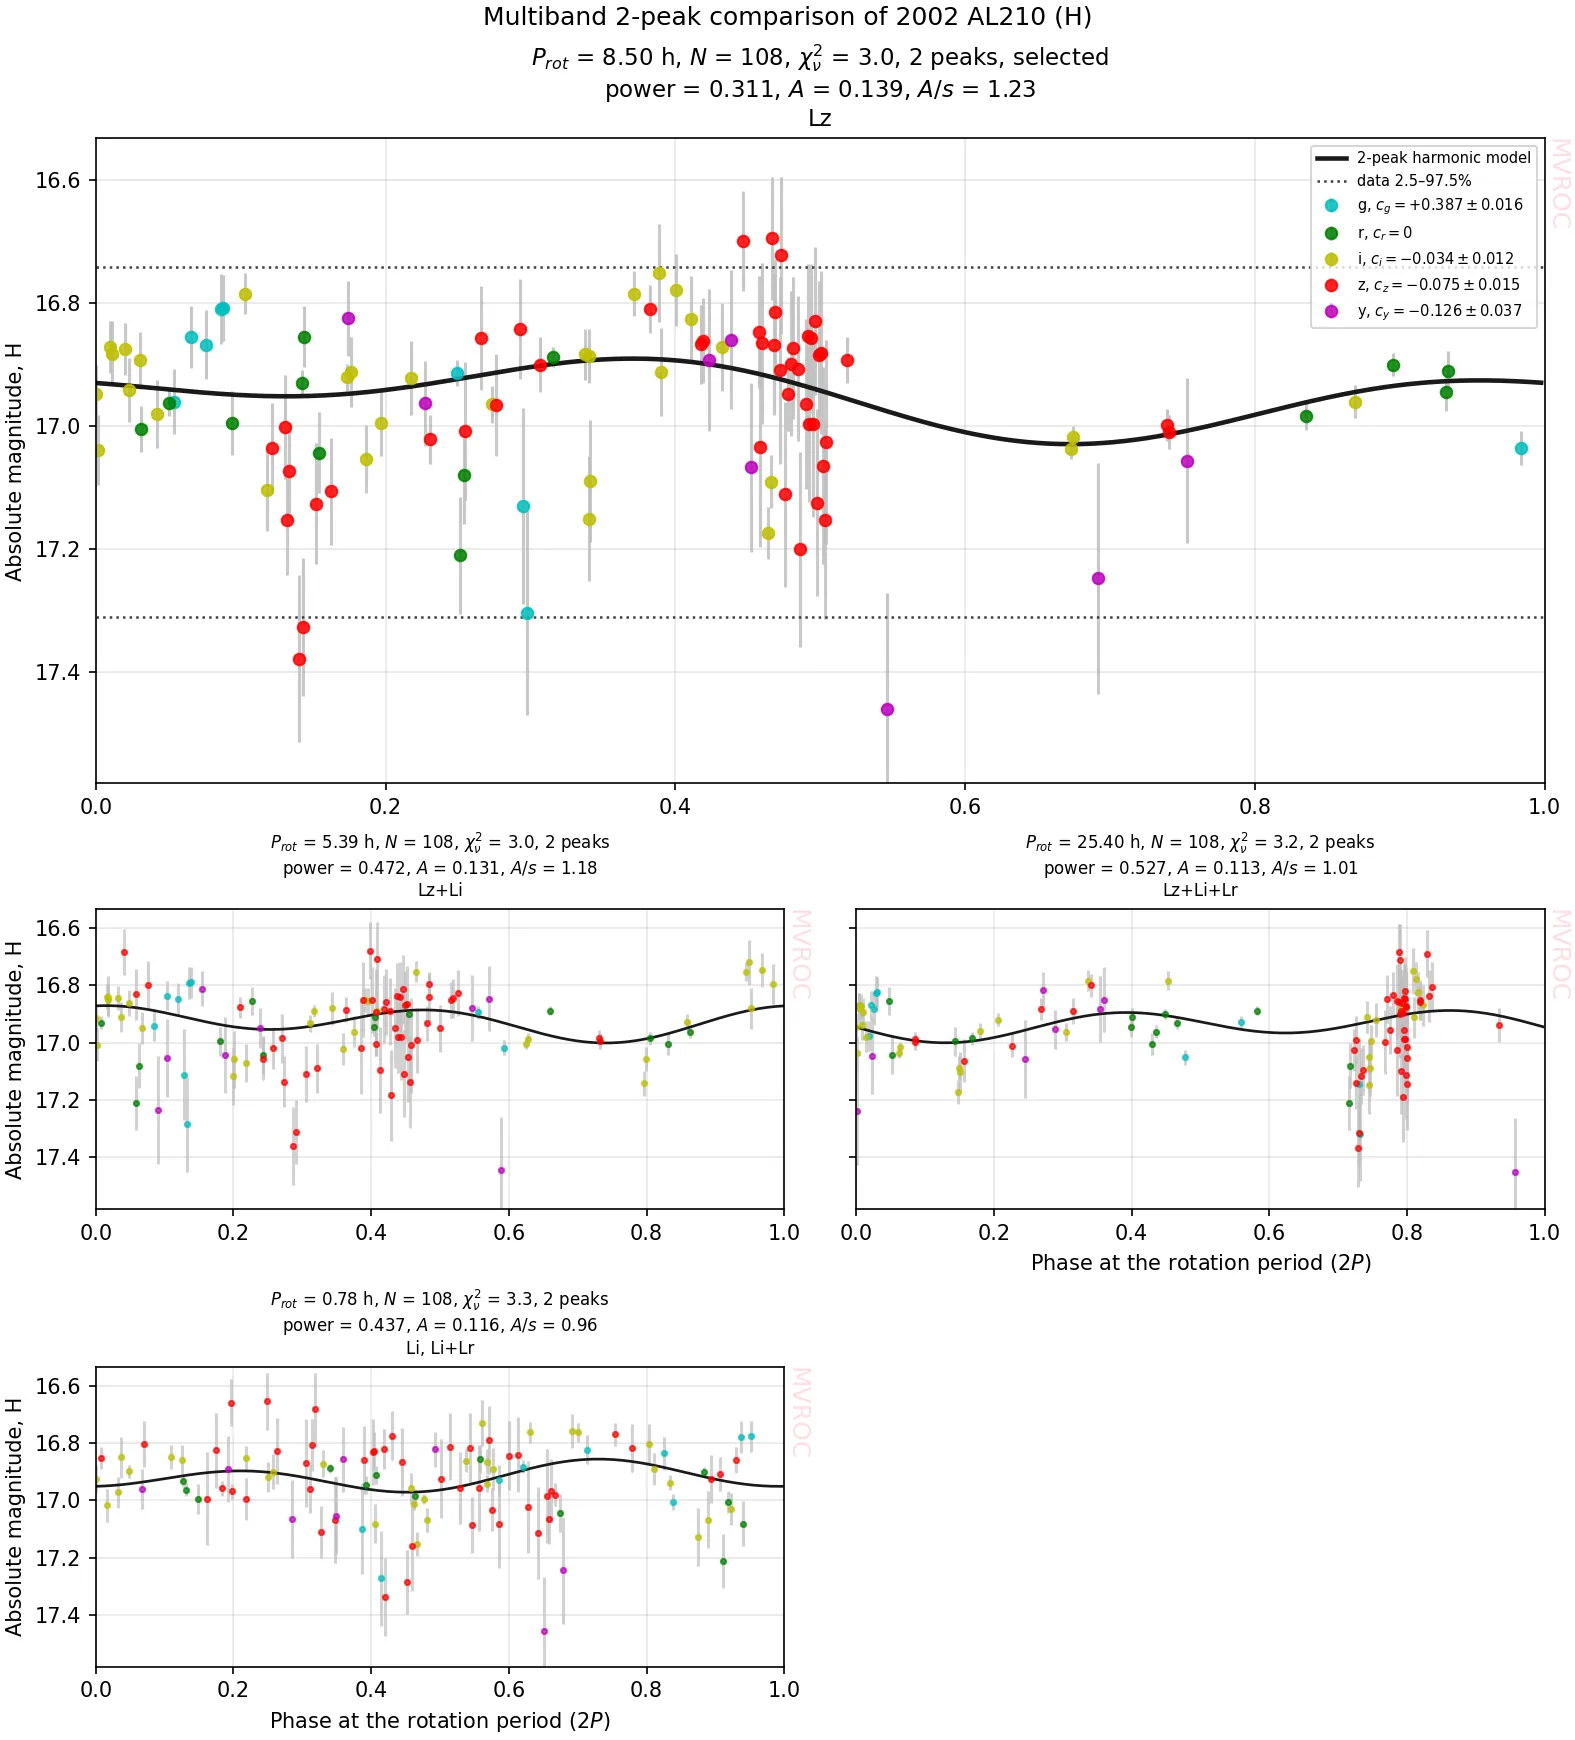 Multiband 2-peak comparison of 2002 AL210 (H)
P_rot = 8.50 h, N = 108, χ²_ν = 3.0, 2 peaks, selected
power = 0.311, A = 0.139, A/s = 1.23
Lz
2-peak harmonic model
data 2.5–97.5%
g, c_g = +0.387 ± 0.016
r, c_r = 0
i, c_i = −0.034 ± 0.012
z, c_z = −0.075 ± 0.015
y, c_y = −0.126 ± 0.037
MVROC
Absolute magnitude, H
16.6
16.8
17.0
17.2
17.4
0.0 0.2 0.4 0.6 0.8 1.0
P_rot = 5.39 h, N = 108, χ²_ν = 3.0, 2 peaks
power = 0.472, A = 0.131, A/s = 1.18
Lz+Li
MVROC
Absolute magnitude, H
16.6
16.8
17.0
17.2
17.4
0.0 0.2 0.4 0.6 0.8 1.0
P_rot = 25.40 h, N = 108, χ²_ν = 3.2, 2 peaks
power = 0.527, A = 0.113, A/s = 1.01
Lz+Li+Lr
MVROC
0.0 0.2 0.4 0.6 0.8 1.0
Phase at the rotation period (2P)
P_rot = 0.78 h, N = 108, χ²_ν = 3.3, 2 peaks
power = 0.437, A = 0.116, A/s = 0.96
Li, Li+Lr
MVROC
Absolute magnitude, H
16.6
16.8
17.0
17.2
17.4
0.0 0.2 0.4 0.6 0.8 1.0
Phase at the rotation period (2P)